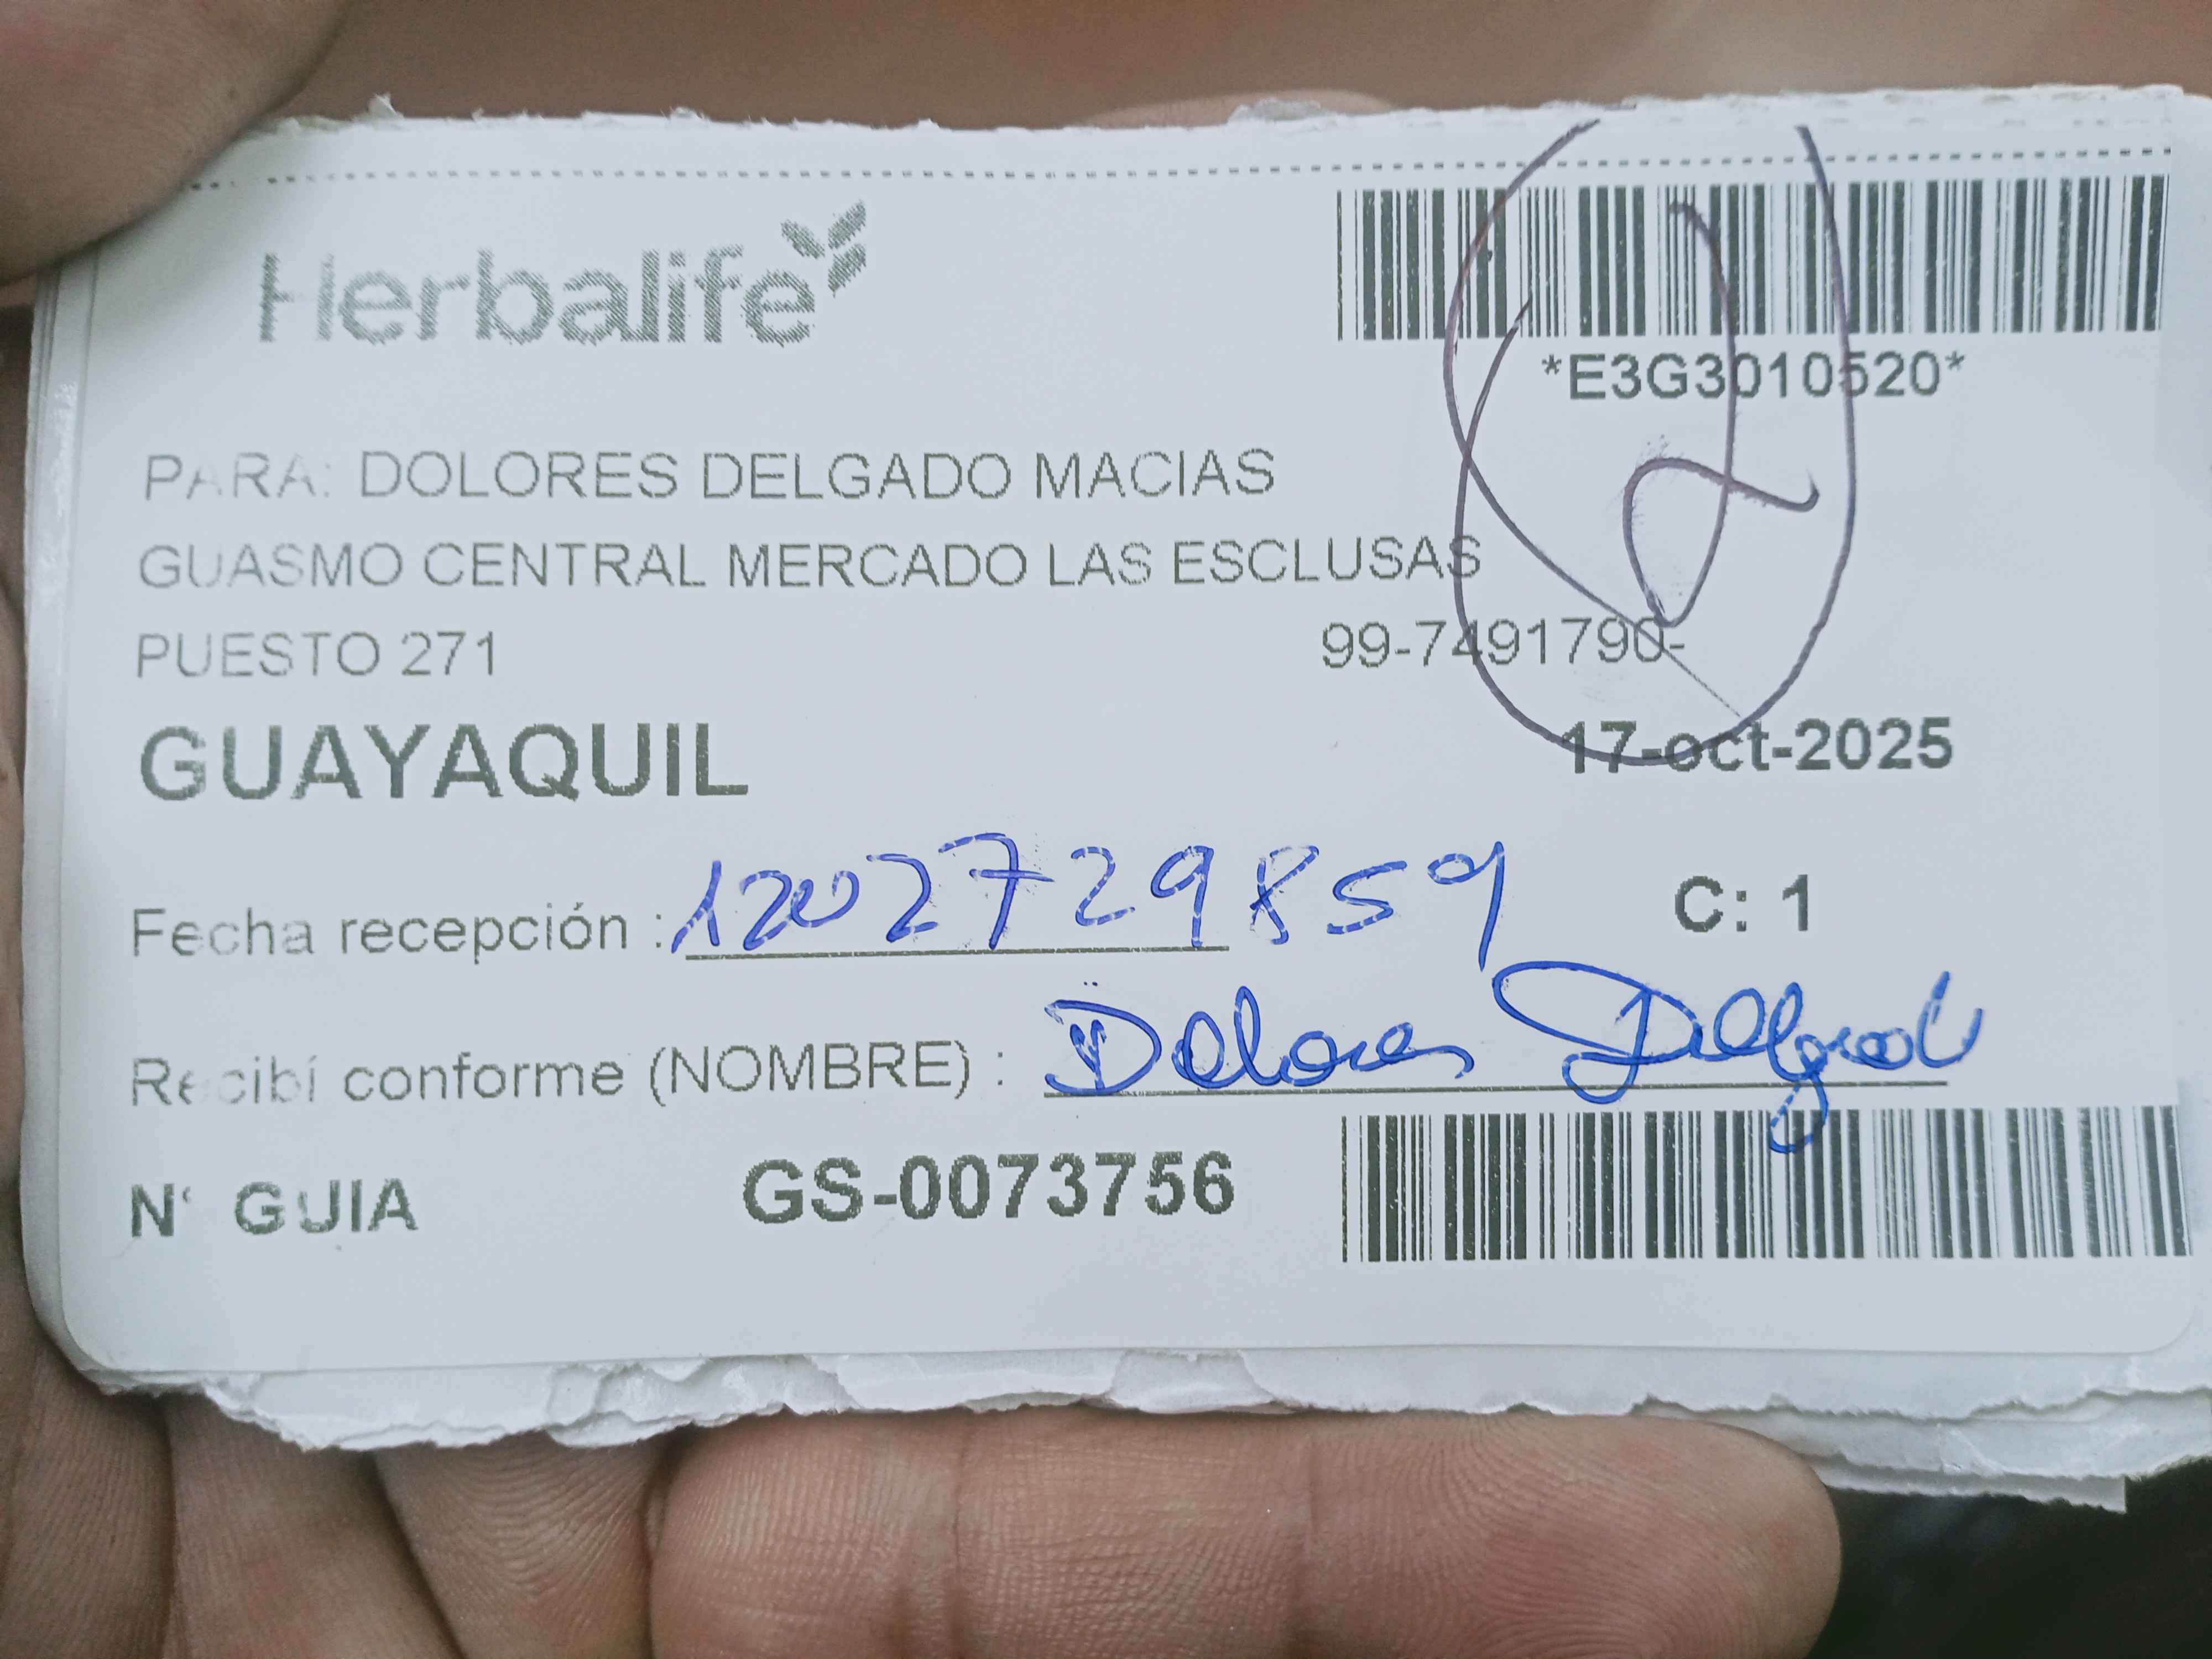 Herbalife
*E3G3010520*
PARA: DOLORES DELGADO MACIAS
GUASMO CENTRAL MERCADO LAS ESCLUSAS
PUESTO 271 99-7491790-
GUAYAQUIL 17-oct-2025
Fecha recepción : 1202729859 C: 1
Recibí conforme (NOMBRE) : Dolores Delgado
N° GUIA GS-0073756